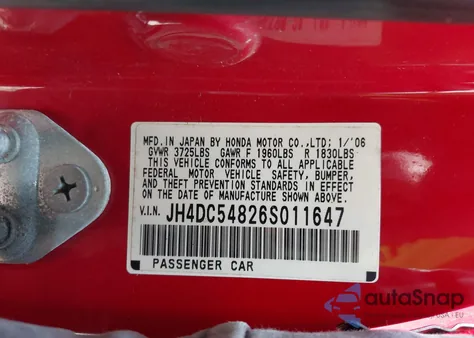 MFD.IN JAPAN BY HONDA MOTOR CO.,LTD; 1/'06
GVWR 3725LBS GAWR F 1960LBS R 1830LBS
THIS VEHICLE CONFORMS TO ALL APPLICABLE
FEDERAL MOTOR VEHICLE SAFETY, BUMPER,
AND THEFT PREVENTION STANDARDS IN EFFECT
ON THE DATE OF MANUFACTURE SHOWN ABOVE.
V.I.N. JH4DC54826S011647
PASSENGER CAR
autoSnap